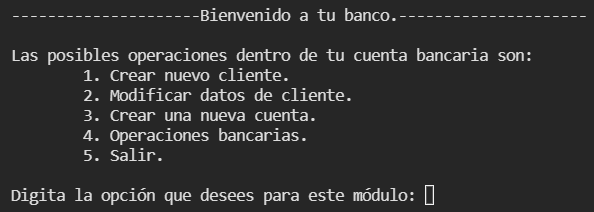 ---------------------Bienvenido a tu banco.---------------------
Las posibles operaciones dentro de tu cuenta bancaria son:
1. Crear nuevo cliente.
2. Modificar datos de cliente.
3. Crear una nueva cuenta.
4. Operaciones bancarias.
5. Salir.
Digita la opción que desees para este módulo: